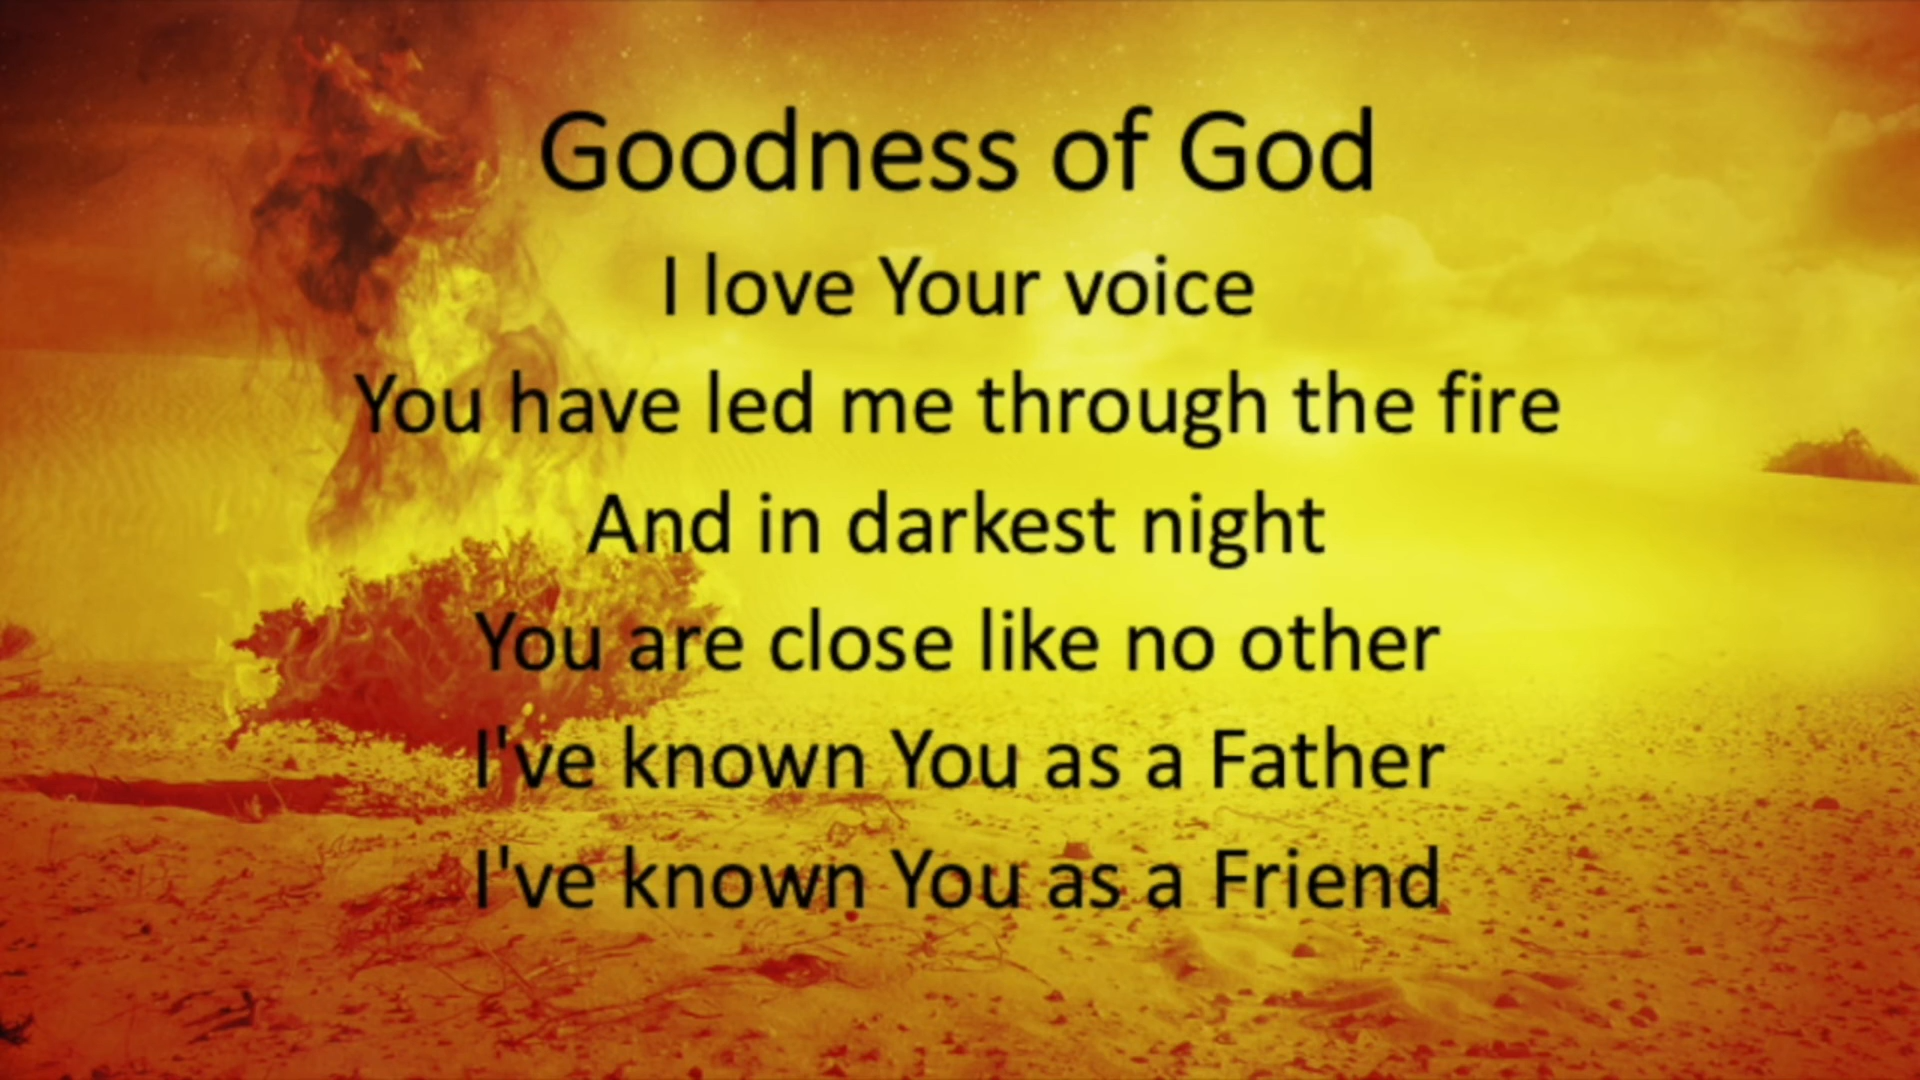 Goodness of God
I love Your voice
You have led me through the fire
And in darkest night
You are close like no other
I've known You as a Father
I've known You as a Friend